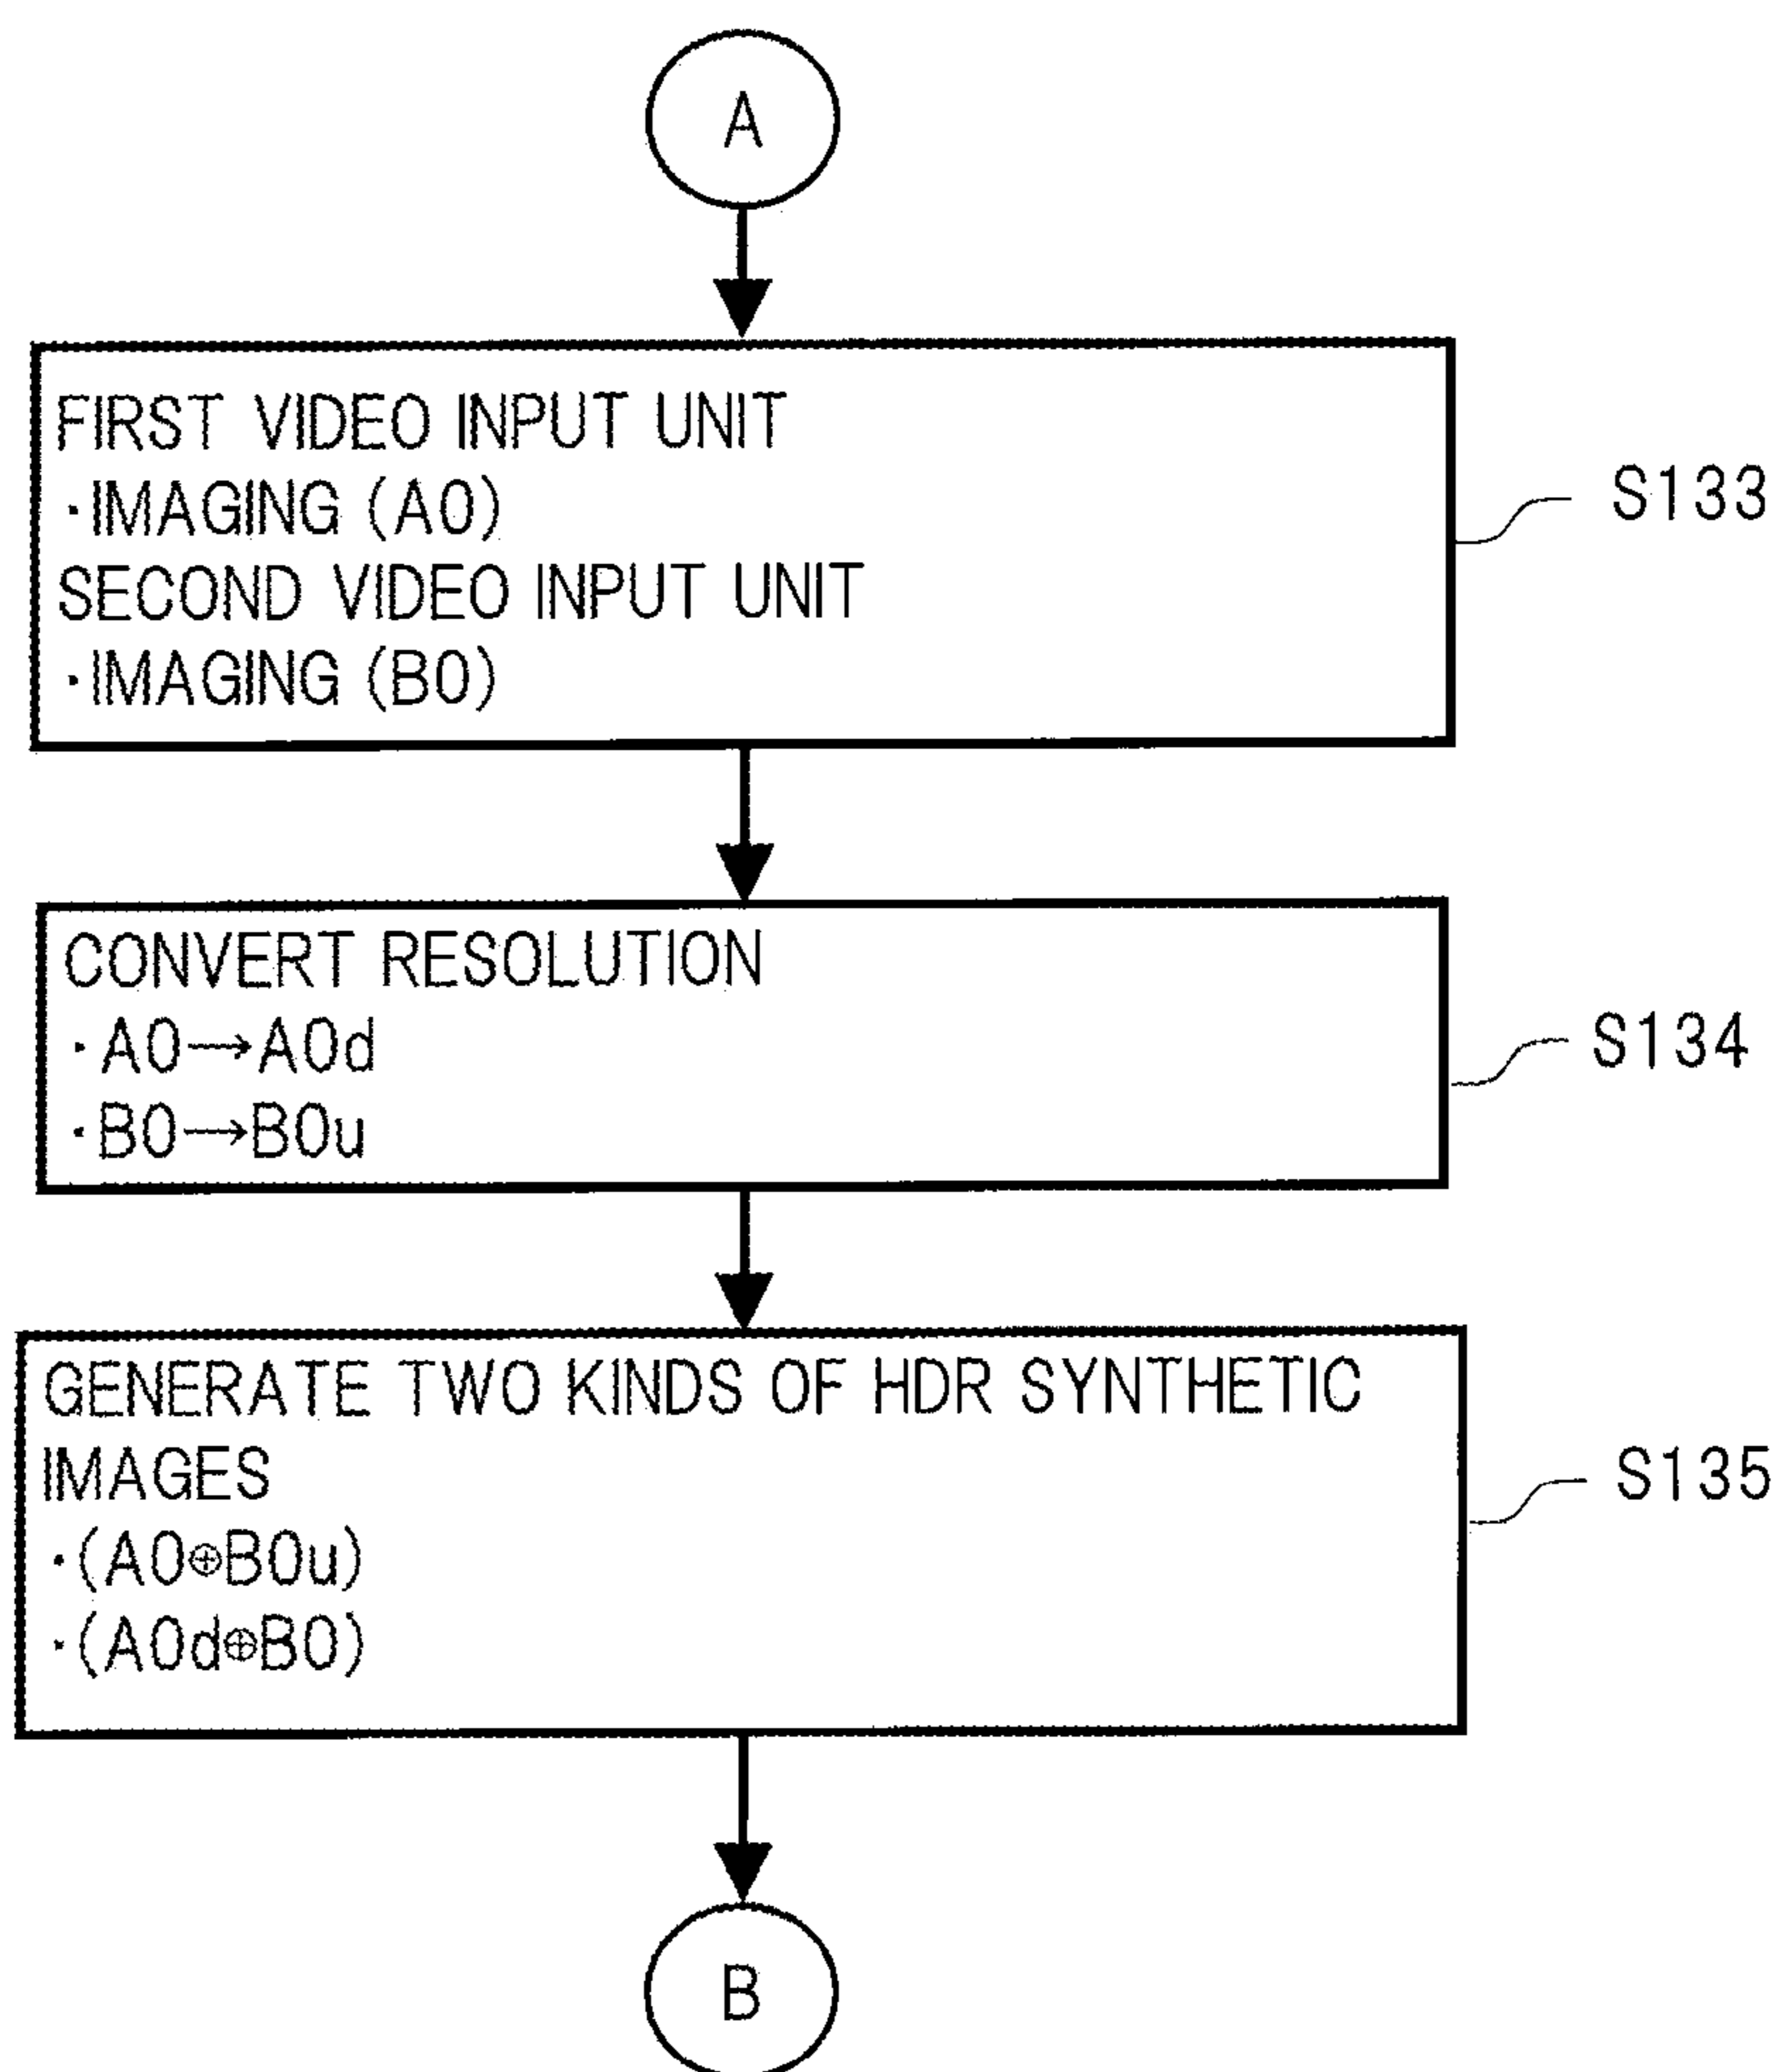 A
FIRST VIDEO INPUT UNIT
・IMAGING (A0)
SECOND VIDEO INPUT UNIT
・IMAGING (B0)
S133
CONVERT RESOLUTION
・A0→A0d
・B0→B0u
S134
GENERATE TWO KINDS OF HDR SYNTHETIC
IMAGES
・(A0⊕B0u)
・(A0d⊕B0)
S135
B